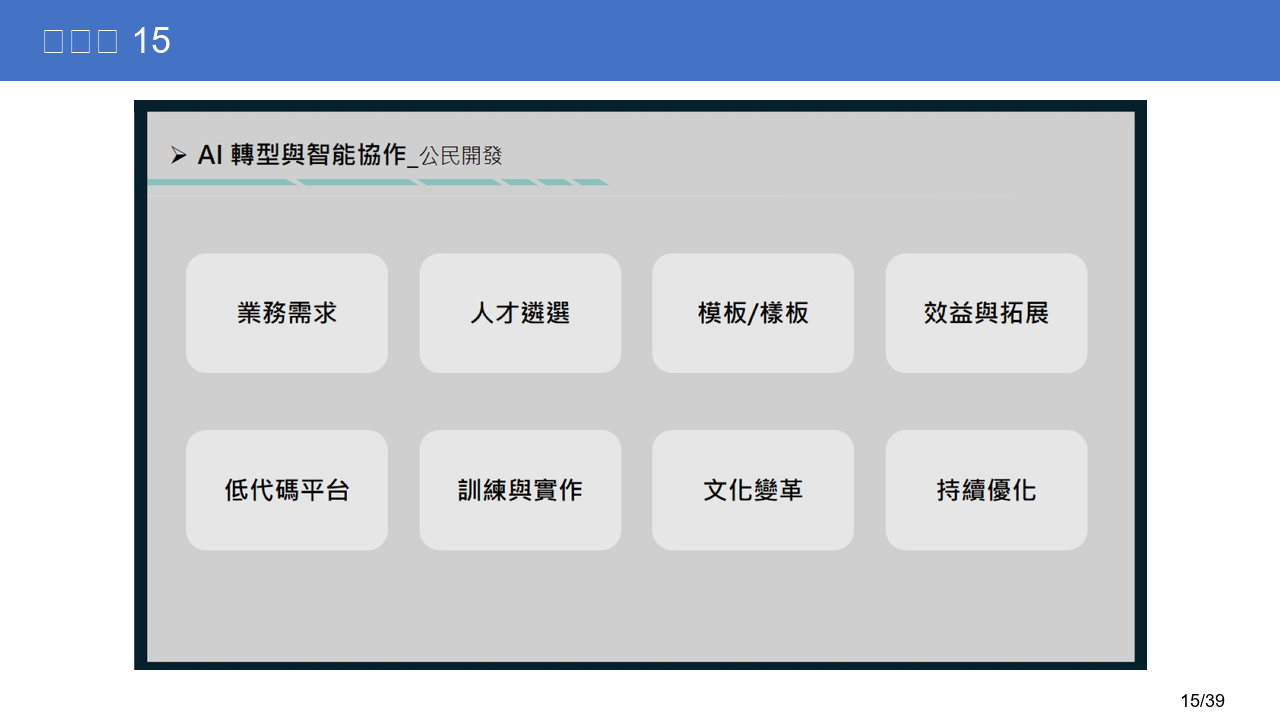 15
➢ AI 轉型與智能協作_公民開發
業務需求
人才遴選
模板/樣板
效益與拓展
低代碼平台
訓練與實作
文化變革
持續優化
15/39